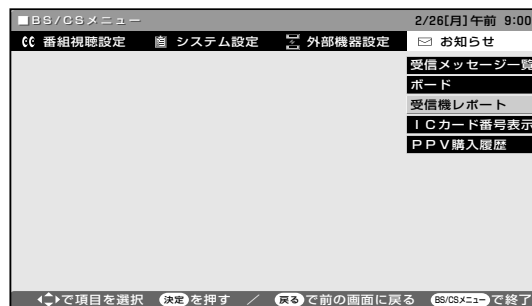 ■BS/CSメニュー 2/26[月]午前 9:00
番組視聴設定 システム設定 外部機器設定 お知らせ
受信メッセージ一覧
ボード
受信機レポート
ICカード番号表示
PPV購入履歴
で項目を選択 決定を押す / 戻るで前の画面に戻る BS/CSメニューで終了